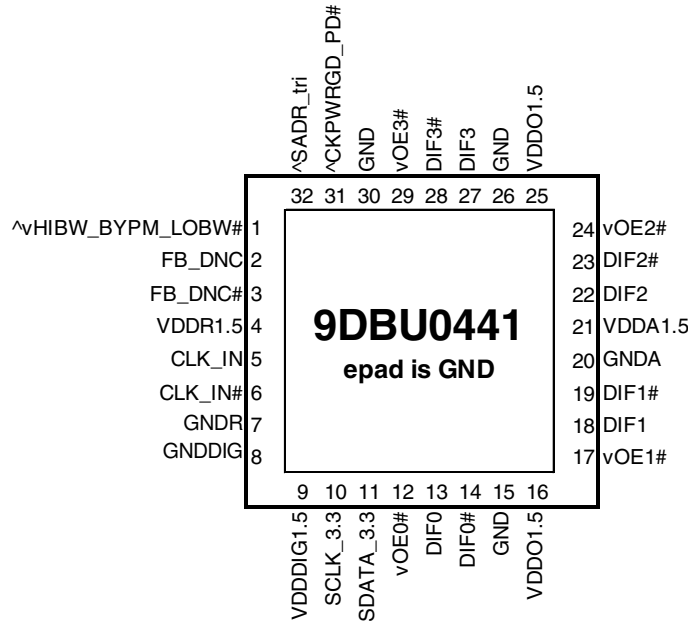 ^SADR_tri
^CKPWRGD_PD#
GND
vOE3#
DIF3#
DIF3
GND
VDDO1.5
32 31 30 29 28 27 26 25
^vHIBW_BYPM_LOBW# 1
FB_DNC 2
FB_DNC# 3
VDDR1.5 4
CLK_IN 5
CLK_IN# 6
GNDR 7
GNDDIG 8
9DBU0441
epad is GND
24 vOE2#
23 DIF2#
22 DIF2
21 VDDA1.5
20 GNDA
19 DIF1#
18 DIF1
17 vOE1#
9 10 11 12 13 14 15 16
VDDDIG1.5
SCLK_3.3
SDATA_3.3
vOE0#
DIF0
DIF0#
GND
VDDO1.5